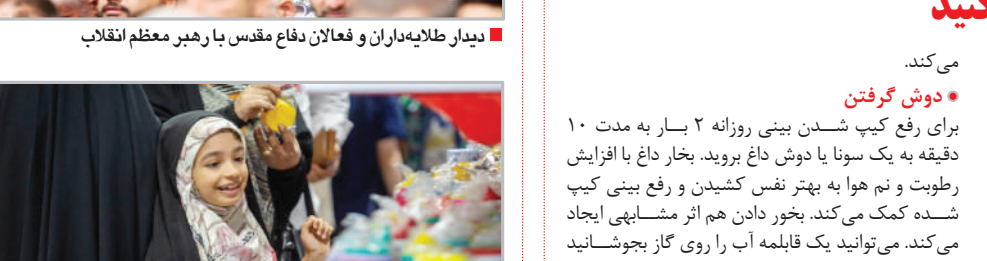 کنید
می‌کند.
● دوش گرفتن
برای رفع کیپ شدن بینی روزانه ۲ بار به مدت ۱۰
دقیقه به یک سونا یا دوش داغ بروید. بخار داغ با افزایش
رطوبت و نم هوا به بهتر نفس کشیدن و رفع بینی کیپ
شده کمک می‌کند. بخور دادن هم اثر مشابهی ایجاد
می‌کند. می‌توانید یک قابلمه آب را روی گاز بجوشانید
■ دیدار طلایه‌داران و فعالان دفاع مقدس با رهبر معظم انقلاب